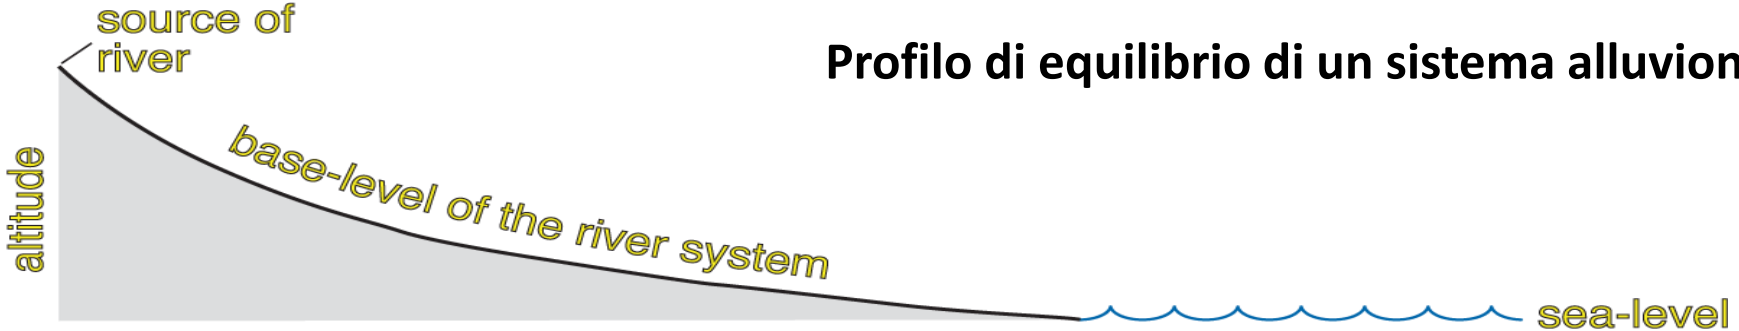 source of
river
Profilo di equilibrio di un sistema alluvion
altitude
base-level of the river system
sea-level